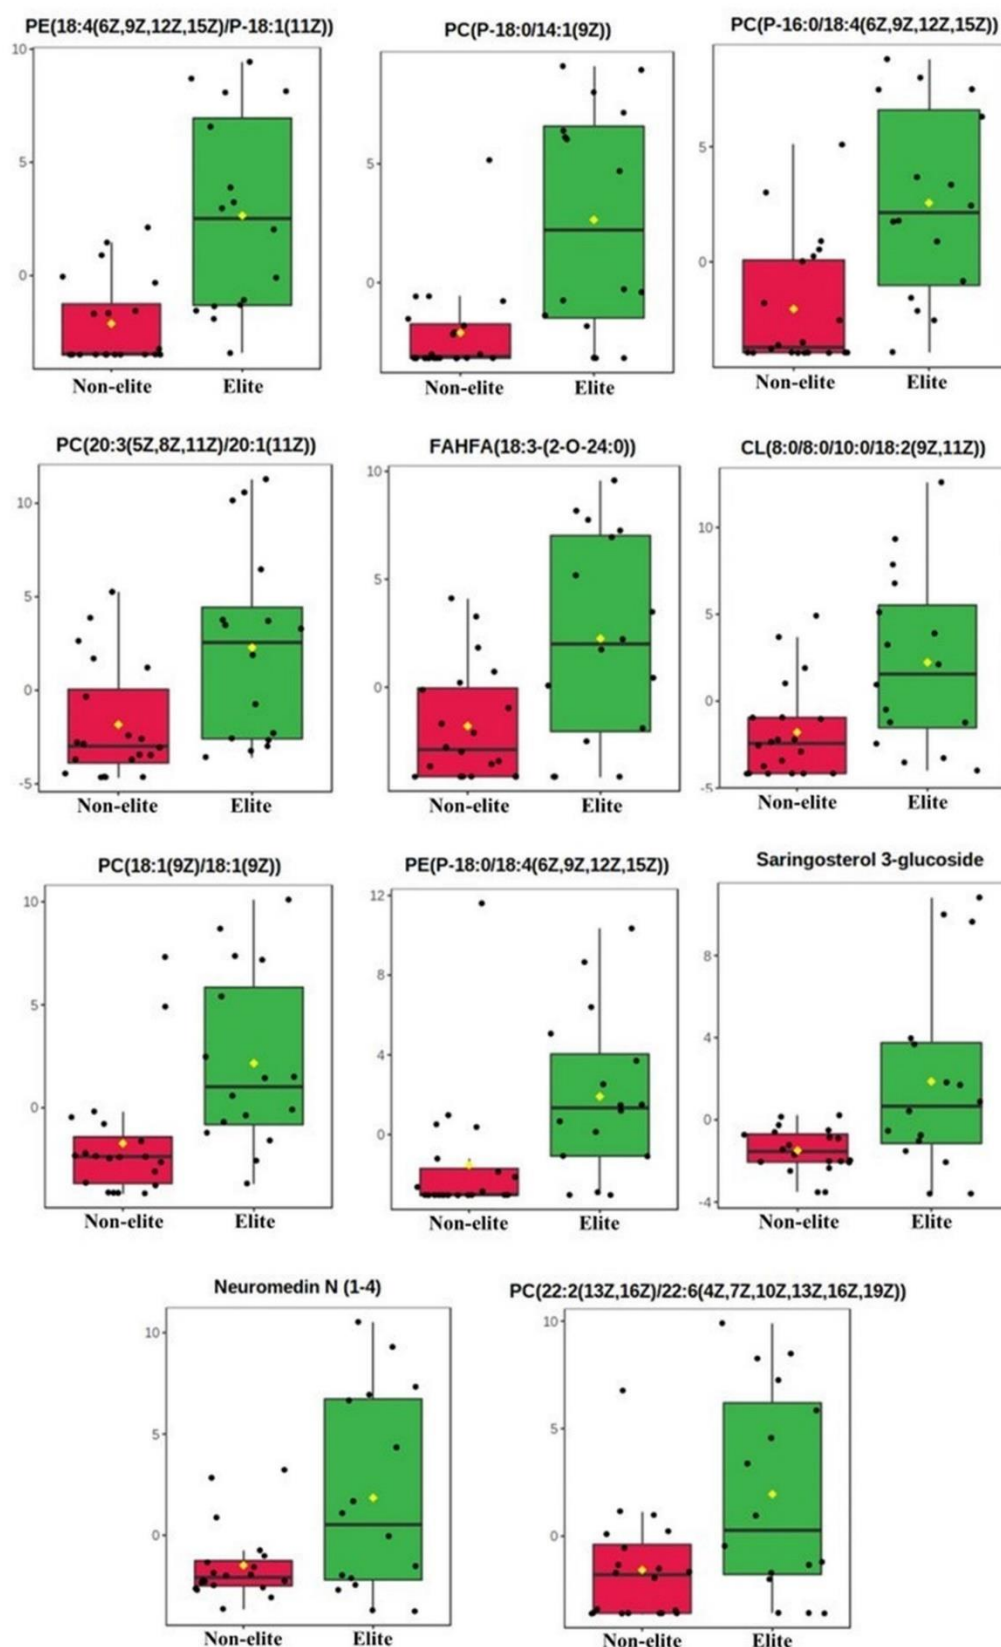 PE(18:4(6Z,9Z,12Z,15Z)/P-18:1(11Z))
10
5
0
Non-elite
Elite
PC(P-18:0/14:1(9Z))
5
0
Non-elite
Elite
PC(P-16:0/18:4(6Z,9Z,12Z,15Z))
5
0
Non-elite
Elite
PC(20:3(5Z,8Z,11Z)/20:1(11Z))
10
5
0
-5
Non-elite
Elite
FAHFA(18:3-(2-O-24:0))
10
5
0
Non-elite
Elite
CL(8:0/8:0/10:0/18:2(9Z,11Z))
10
5
0
-5
Non-elite
Elite
PC(18:1(9Z)/18:1(9Z))
10
5
0
Non-elite
Elite
PE(P-18:0/18:4(6Z,9Z,12Z,15Z))
12
8
4
0
Non-elite
Elite
Saringosterol 3-glucoside
8
4
0
-4
Non-elite
Elite
Neuromedin N (1-4)
10
5
0
Non-elite
Elite
PC(22:2(13Z,16Z)/22:6(4Z,7Z,10Z,13Z,16Z,19Z))
10
5
0
Non-elite
Elite